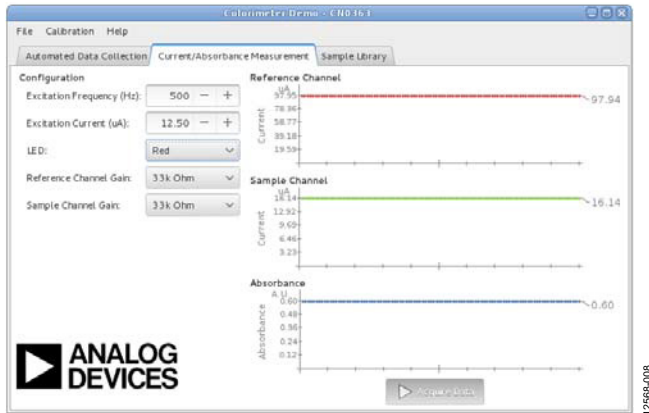 Colorimeter Demo - CN0363
File Calibration Help
Automated Data Collection
Current/Absorbance Measurement
Sample Library
Configuration
Excitation Frequency (Hz): 500 - +
Excitation Current (uA): 12.50 - +
LED: Red
Reference Channel Gain: 33k Ohm
Sample Channel Gain: 33k Ohm
Reference Channel
uA
97.95
78.36
58.77
39.18
19.59
Current
97.94
Sample Channel
uA
16.14
12.92
9.69
6.46
3.23
Current
16.14
Absorbance
A.U.
0.60
0.48
0.36
0.24
0.12
Absorbance
0.60
Acquire Data
ANALOG
DEVICES
12568-008